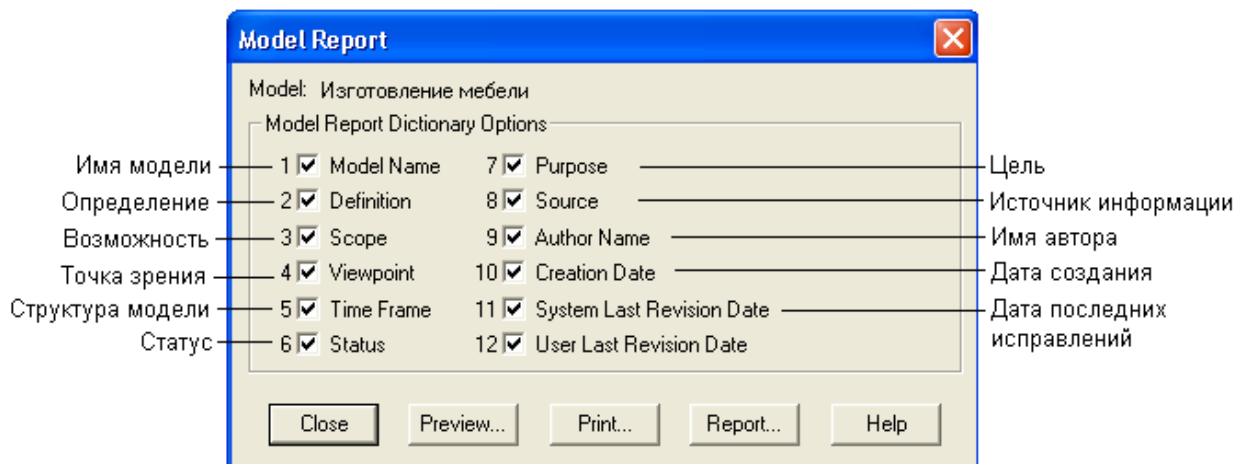 Model Report
Model: Изготовление мебели
Model Report Dictionary Options
Имя модели 1 Model Name 7 Purpose Цель
Определение 2 Definition 8 Source Источник информации
Возможность 3 Scope 9 Author Name Имя автора
Точка зрения 4 Viewpoint 10 Creation Date Дата создания
Структура модели 5 Time Frame 11 System Last Revision Date Дата последних
Статус 6 Status 12 User Last Revision Date исправлений
Close Preview... Print... Report... Help